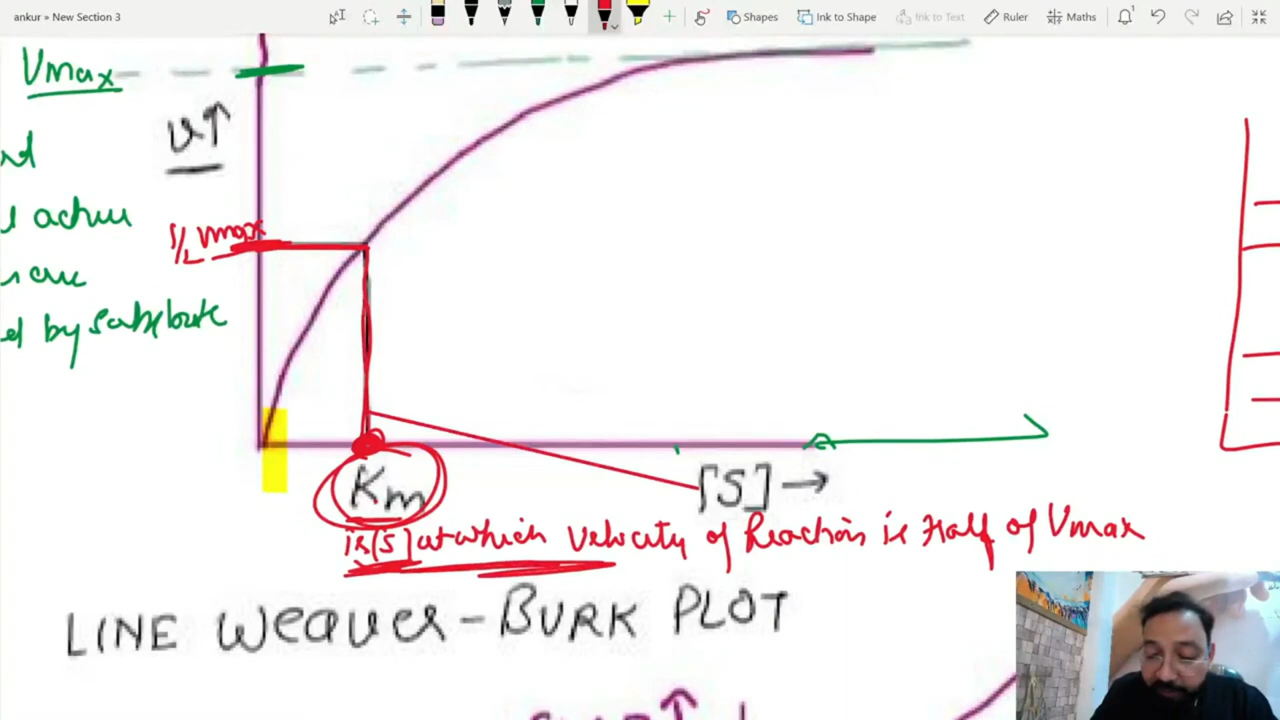 ankur » New Section 3
Shapes
Ink to Shape
Ink to Text
Ruler
Maths
Vmax
v↑
1/2 Vmax
by substrate
Km
[S] →
is [S] at which velocity of Reaction is Half of Vmax
LINE WEAVER - BURK PLOT